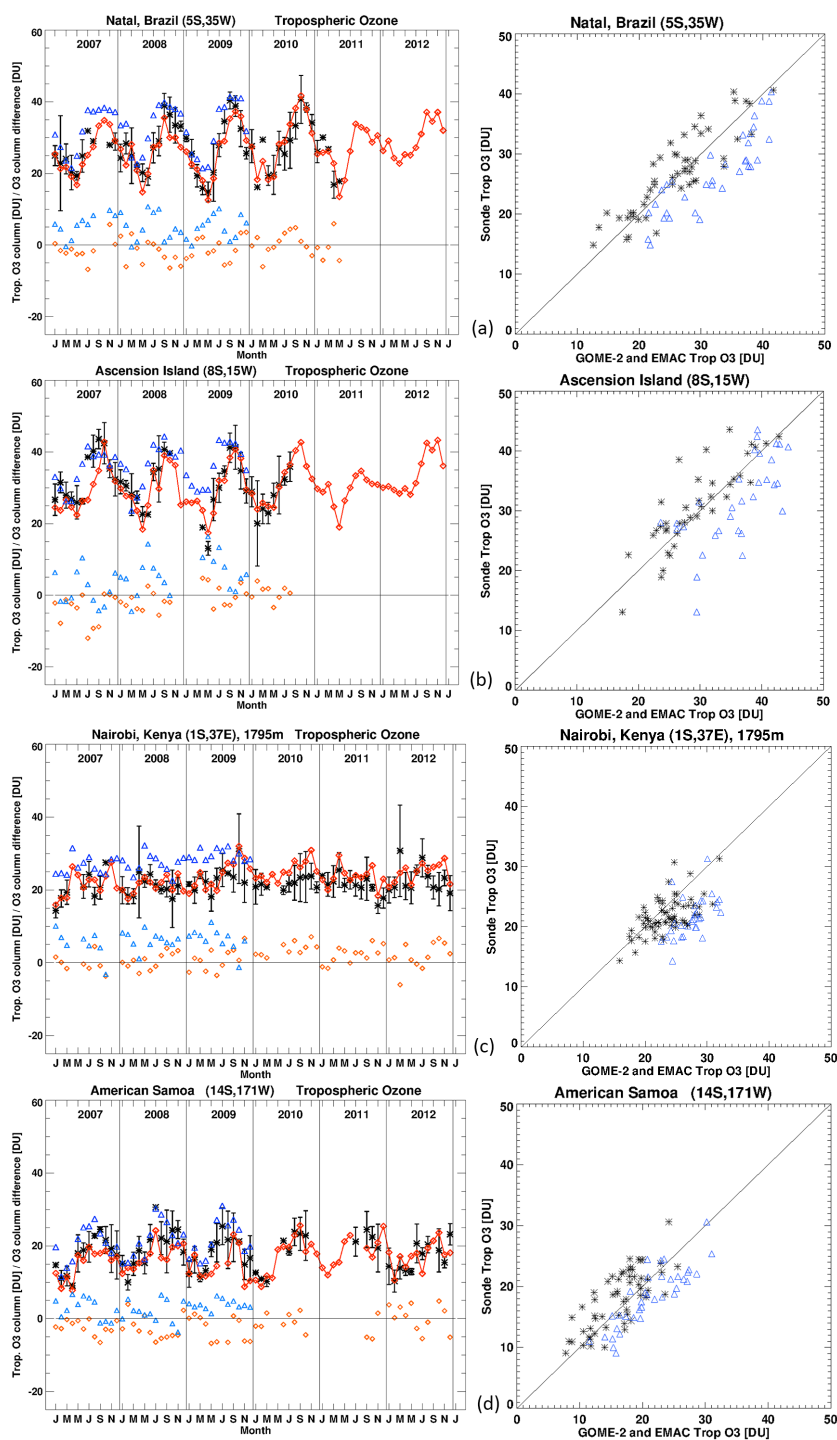 Natal, Brazil (5S,35W) Tropospheric Ozone
2007 2008 2009 2010 2011 2012
Trop. O3 column [DU] / O3 column difference [DU]
60
40
20
0
-20
J M M J S N J M M J S N J M M J S N J M M J S N J M M J S N J M M J S N J
Month
(a)
Natal, Brazil (5S,35W)
Sonde Trop O3 [DU]
50
40
30
20
10
0
0 10 20 30 40 50
GOME-2 and EMAC Trop O3 [DU]
Ascension Island (8S,15W) Tropospheric Ozone
2007 2008 2009 2010 2011 2012
Trop. O3 column [DU] / O3 column difference [DU]
60
40
20
0
-20
J M M J S N J M M J S N J M M J S N J M M J S N J M M J S N J M M J S N J
Month
(b)
Ascension Island (8S,15W)
Sonde Trop O3 [DU]
50
40
30
20
10
0
0 10 20 30 40 50
GOME-2 and EMAC Trop O3 [DU]
Nairobi, Kenya (1S,37E), 1795m Tropospheric Ozone
2007 2008 2009 2010 2011 2012
Trop. O3 column [DU] / O3 column difference [DU]
60
40
20
0
-20
J M M J S N J M M J S N J M M J S N J M M J S N J M M J S N J M M J S N J
Month
(c)
Nairobi, Kenya (1S,37E), 1795m
Sonde Trop O3 [DU]
50
40
30
20
10
0
0 10 20 30 40 50
GOME-2 and EMAC Trop O3 [DU]
American Samoa (14S,171W) Tropospheric Ozone
2007 2008 2009 2010 2011 2012
Trop. O3 column [DU] / O3 column difference [DU]
60
40
20
0
-20
J M M J S N J M M J S N J M M J S N J M M J S N J M M J S N J M M J S N J
Month
(d)
American Samoa (14S,171W)
Sonde Trop O3 [DU]
50
40
30
20
10
0
0 10 20 30 40 50
GOME-2 and EMAC Trop O3 [DU]